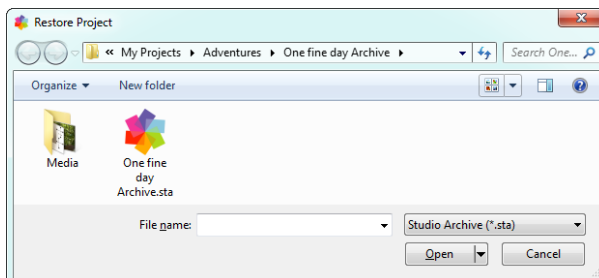 Restore Project
« My Projects Adventures One fine day Archive Search One...
Organize New folder
Media
One fine
day
Archive.sta
File name: Studio Archive (*.sta)
Open Cancel